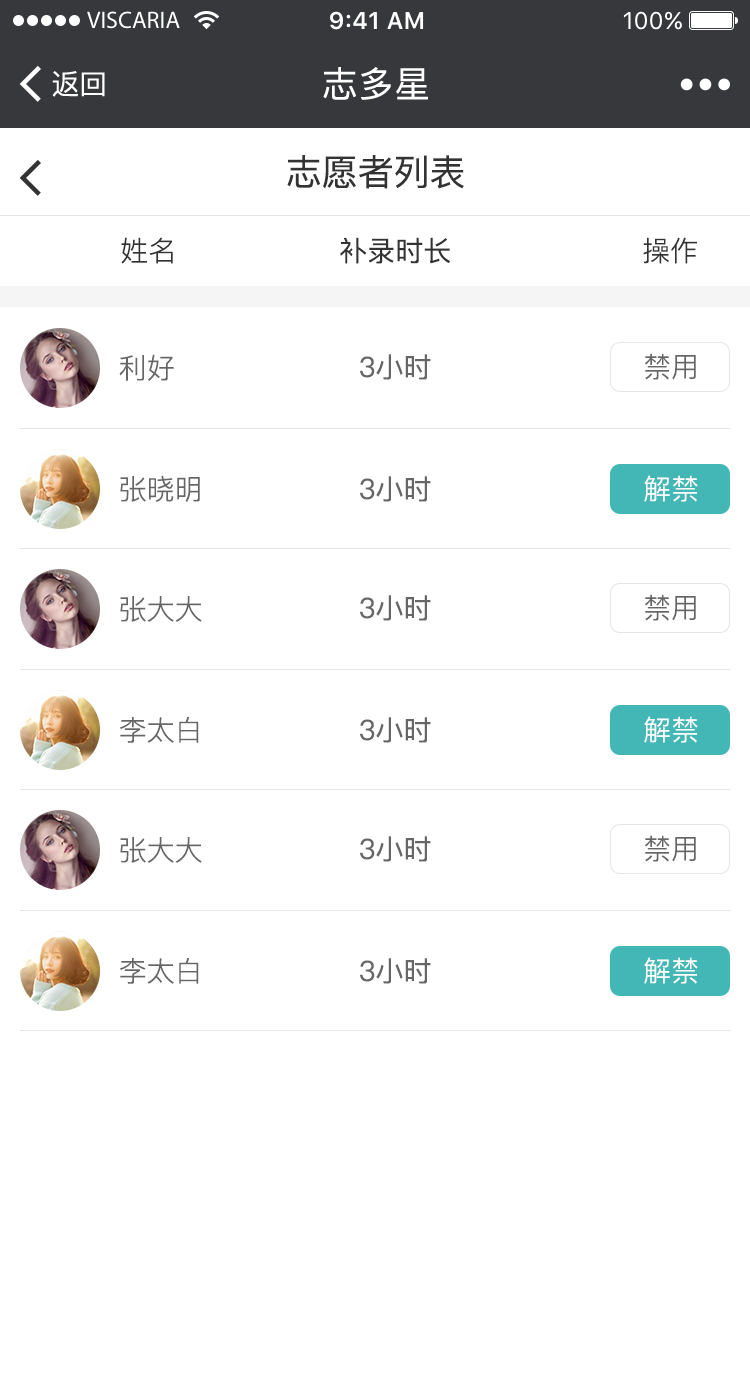 VISCARIA 9:41 AM 100%
返回 志多星
志愿者列表
姓名 补录时长 操作
利好 3小时 禁用
张晓明 3小时 解禁
张大大 3小时 禁用
李太白 3小时 解禁
张大大 3小时 禁用
李太白 3小时 解禁